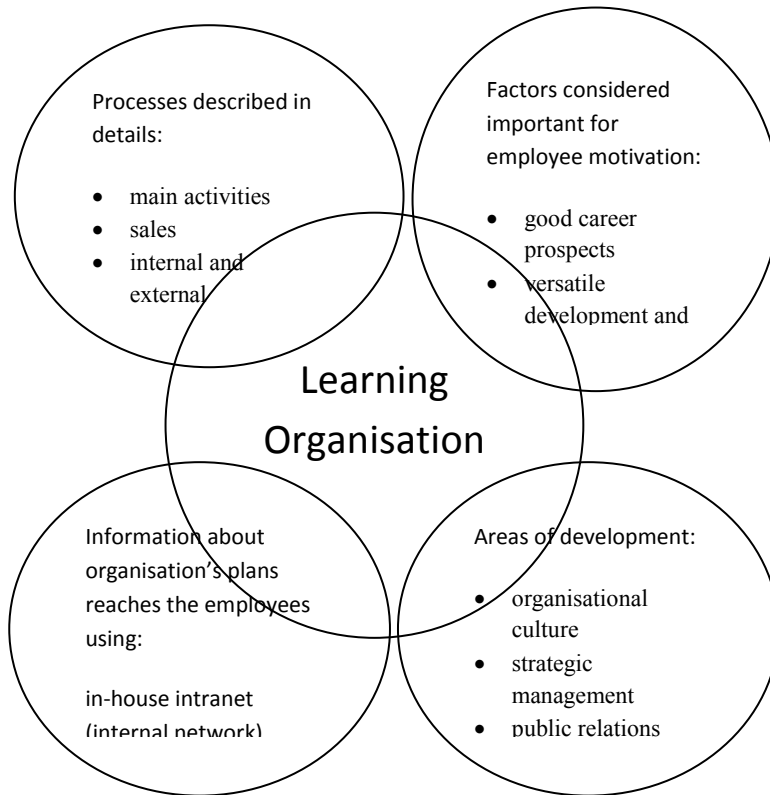 Processes described in
details:
• main activities
• sales
• internal and
external
Factors considered
important for
employee motivation:
• good career
prospects
• versatile
development and
Learning
Organisation
Information about
organisation's plans
reaches the employees
using:
in-house intranet
(internal network)
Areas of development:
• organisational
culture
• strategic
management
• public relations